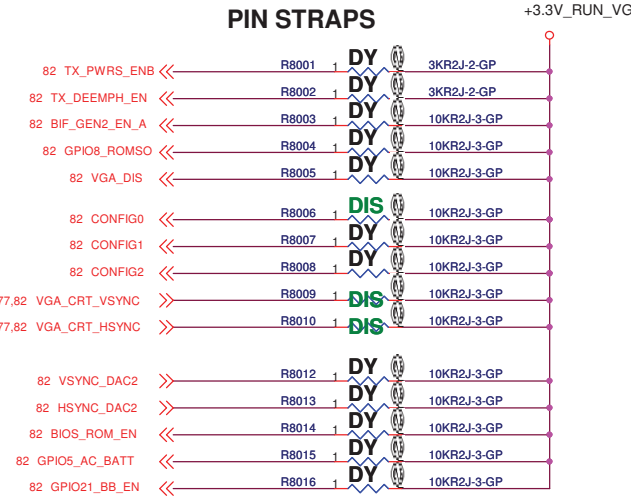 PIN STRAPS
+3.3V_RUN_VG
82 TX_PWRS_ENB R8001 1 DY 3KR2J-2-GP
82 TX_DEEMPH_EN R8002 1 DY 3KR2J-2-GP
82 BIF_GEN2_EN_A R8003 1 DY 10KR2J-3-GP
82 GPIO8_ROMSO R8004 1 DY 10KR2J-3-GP
82 VGA_DIS R8005 1 DY 10KR2J-3-GP
82 CONFIG0 R8006 1 DIS 10KR2J-3-GP
82 CONFIG1 R8007 1 DY 10KR2J-3-GP
82 CONFIG2 R8008 1 DY 10KR2J-3-GP
77,82 VGA_CRT_VSYNC R8009 1 DIS 10KR2J-3-GP
77,82 VGA_CRT_HSYNC R8010 1 DIS 10KR2J-3-GP
82 VSYNC_DAC2 R8012 1 DY 10KR2J-3-GP
82 HSYNC_DAC2 R8013 1 DY 10KR2J-3-GP
82 BIOS_ROM_EN R8014 1 DY 10KR2J-3-GP
82 GPIO5_AC_BATT R8015 1 DY 10KR2J-3-GP
82 GPIO21_BB_EN R8016 1 DY 10KR2J-3-GP